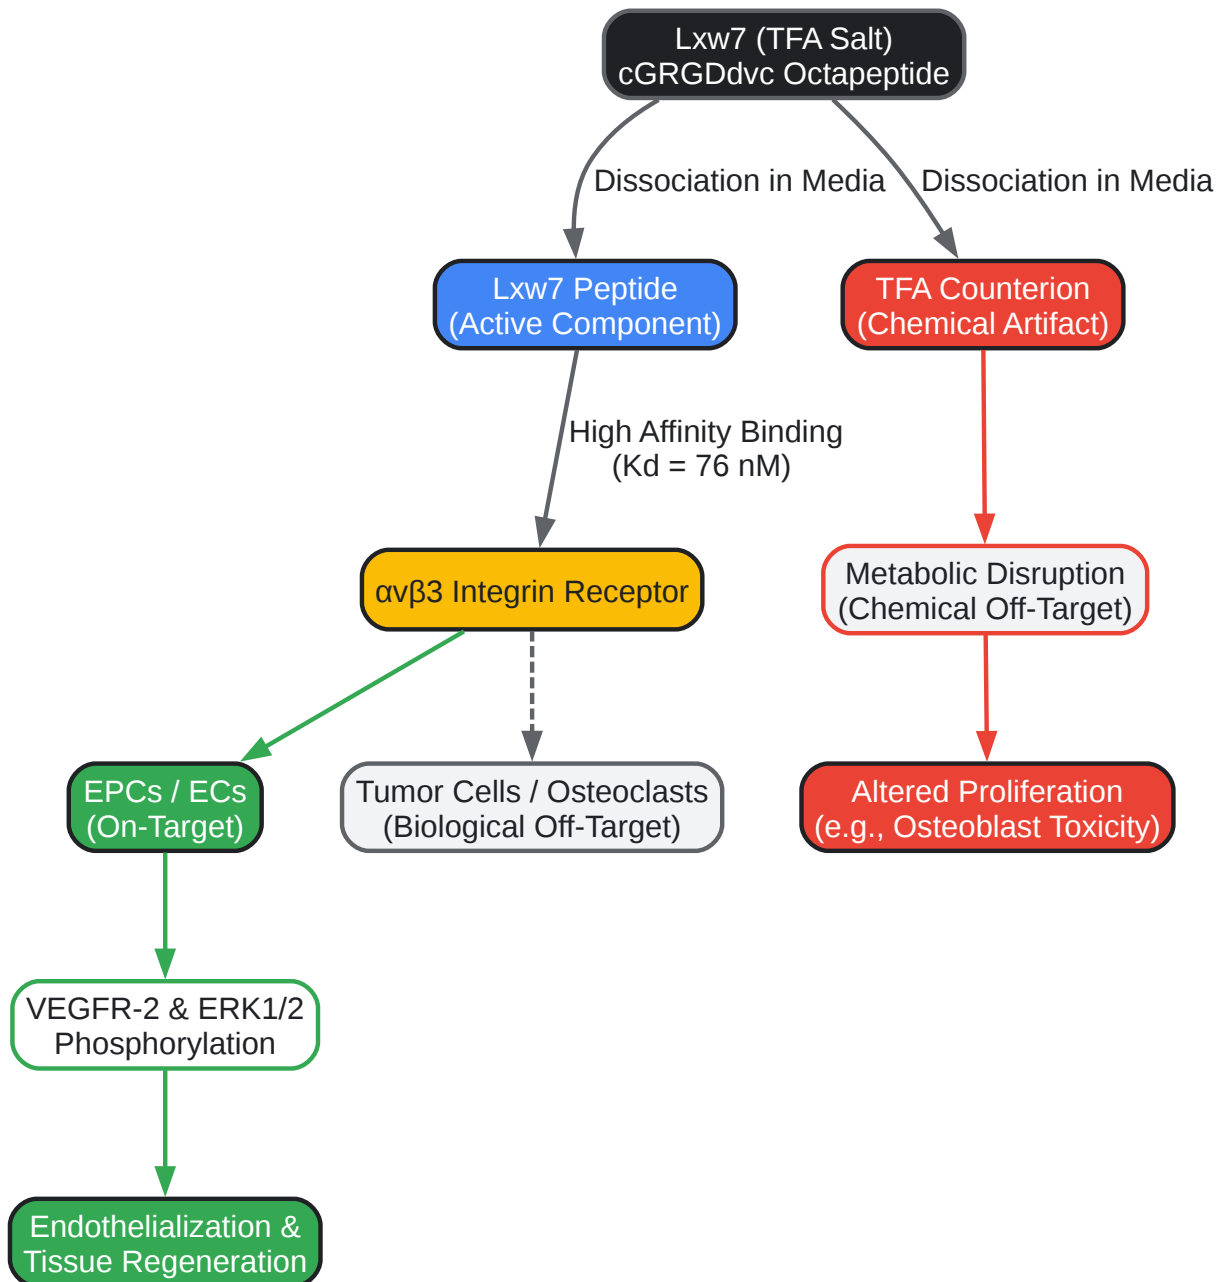 Lxw7 (TFA Salt)
cGRGDdvc Octapeptide
Dissociation in Media
Dissociation in Media
Lxw7 Peptide
(Active Component)
TFA Counterion
(Chemical Artifact)
High Affinity Binding
(Kd = 76 nM)
αvβ3 Integrin Receptor
Metabolic Disruption
(Chemical Off-Target)
EPCs / ECs
(On-Target)
Tumor Cells / Osteoclasts
(Biological Off-Target)
Altered Proliferation
(e.g., Osteoblast Toxicity)
VEGFR-2 & ERK1/2
Phosphorylation
Endothelialization &
Tissue Regeneration